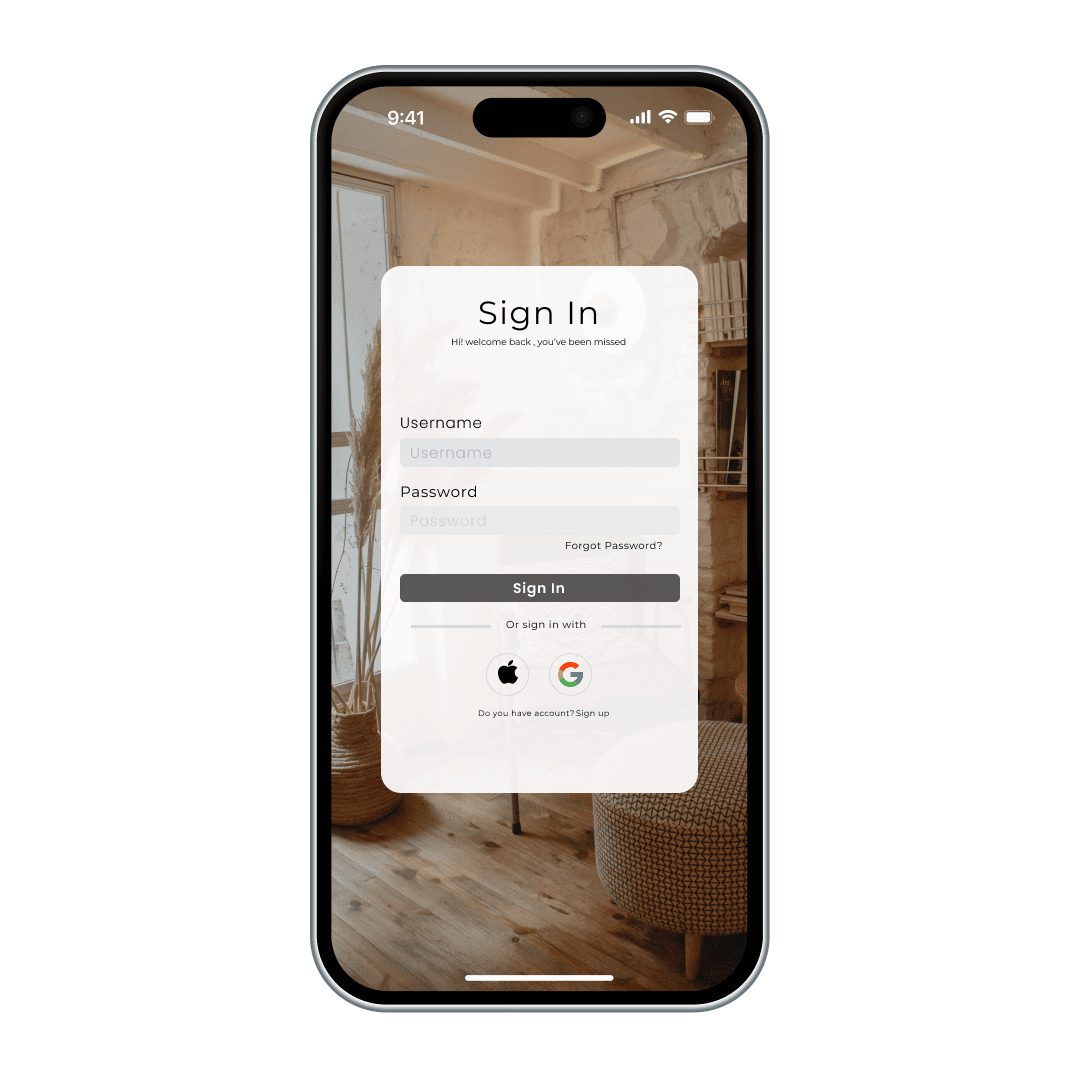 9:41
Sign In
Hi! welcome back , you've been missed
Username
Username
Password
Password
Forgot Password?
Sign In
Or sign in with
Do you have account? Sign up